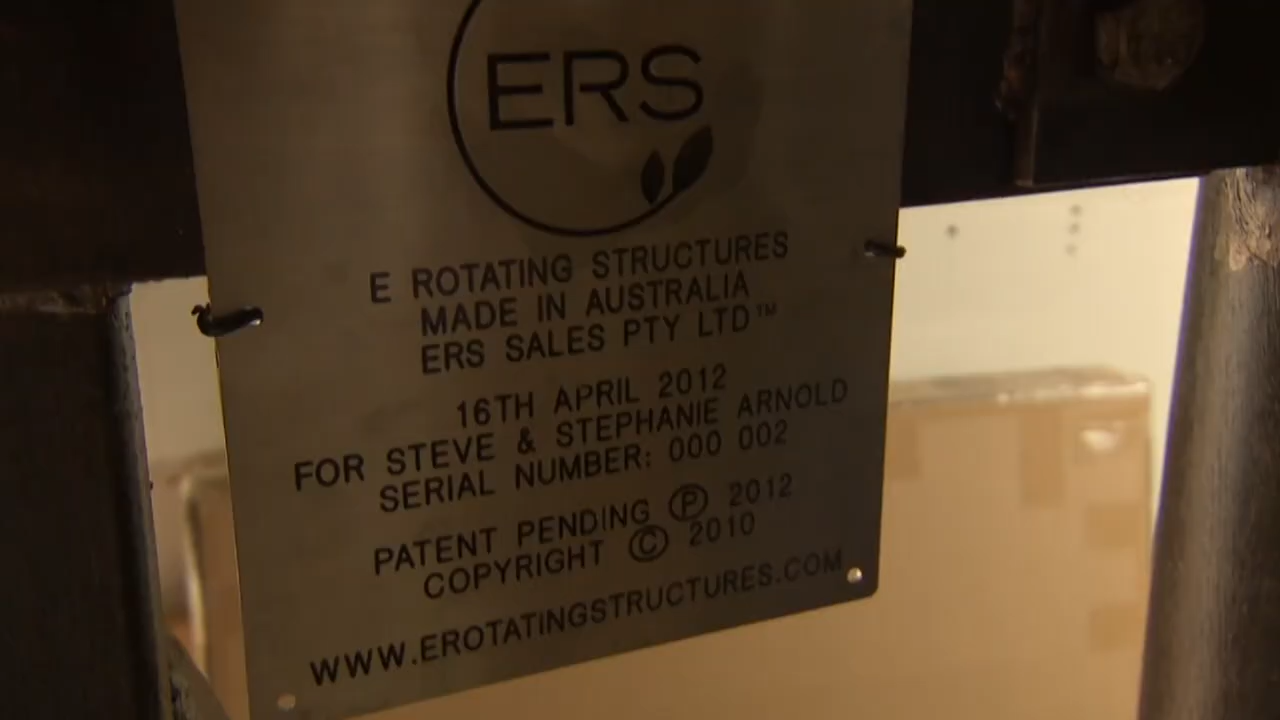 ERS
E ROTATING STRUCTURES
MADE IN AUSTRALIA
ERS SALES PTY LTD™
16TH APRIL 2012
FOR STEVE & STEPHANIE ARNOLD
SERIAL NUMBER: 000 002
PATENT PENDING Ⓟ 2012
COPYRIGHT © 2010
WWW.EROTATINGSTRUCTURES.COM